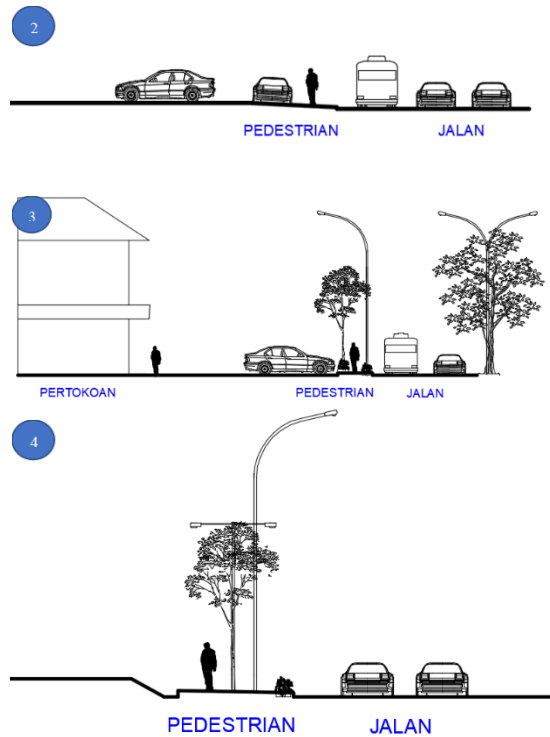 2
PEDESTRIAN JALAN
3
PERTOKOAN PEDESTRIAN JALAN
4
PEDESTRIAN JALAN